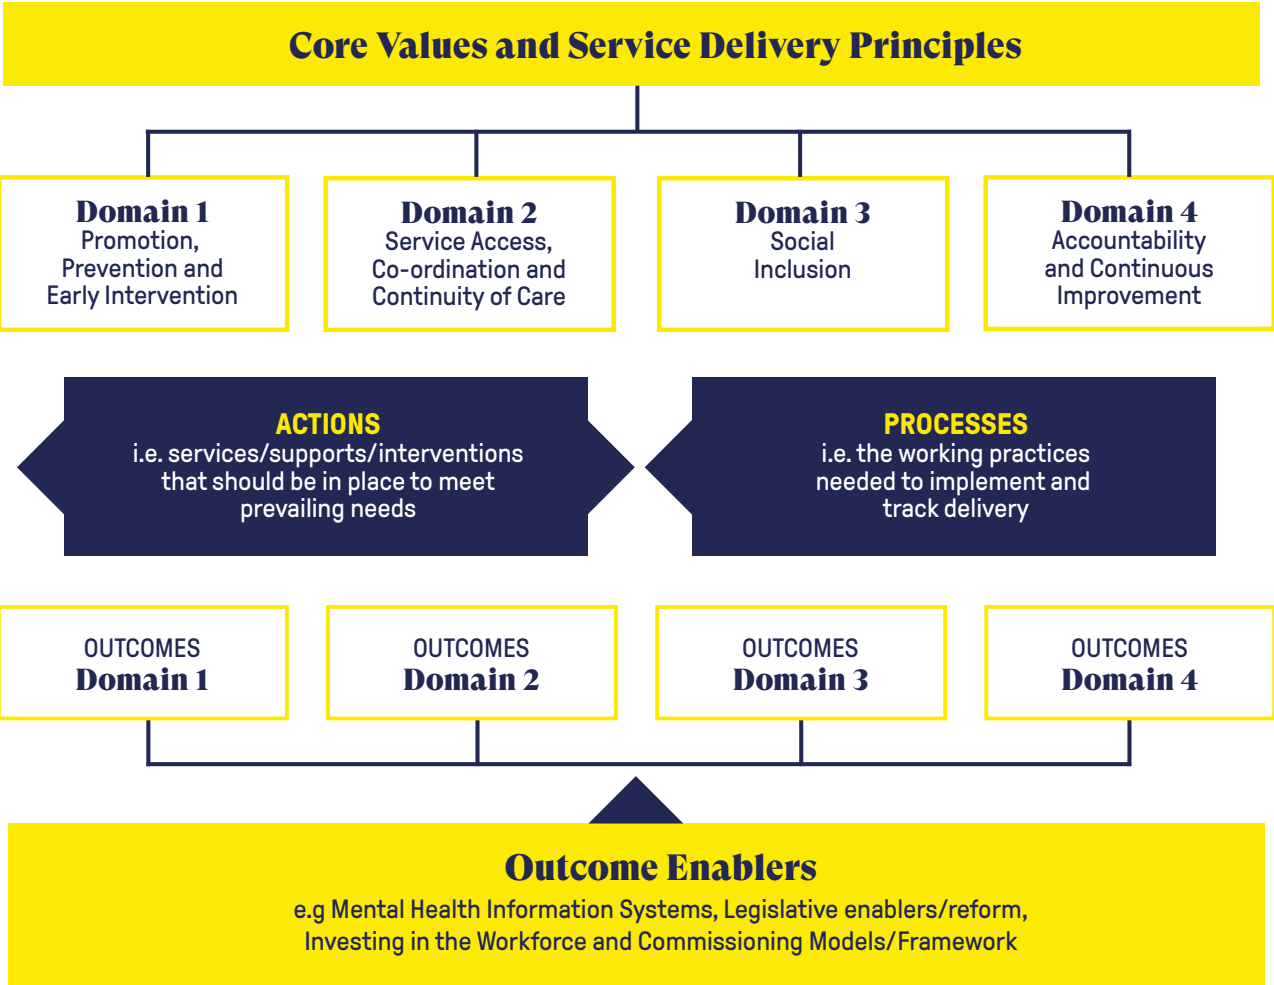 Core Values and Service Delivery Principles
Domain 1
Promotion,
Prevention and
Early Intervention
Domain 2
Service Access,
Co-ordination and
Continuity of Care
Domain 3
Social
Inclusion
Domain 4
Accountability
and Continuous
Improvement
ACTIONS
i.e. services/supports/interventions
that should be in place to meet
prevailing needs
PROCESSES
i.e. the working practices
needed to implement and
track delivery
OUTCOMES
Domain 1
OUTCOMES
Domain 2
OUTCOMES
Domain 3
OUTCOMES
Domain 4
Outcome Enablers
e.g Mental Health Information Systems, Legislative enablers/reform,
Investing in the Workforce and Commissioning Models/Framework